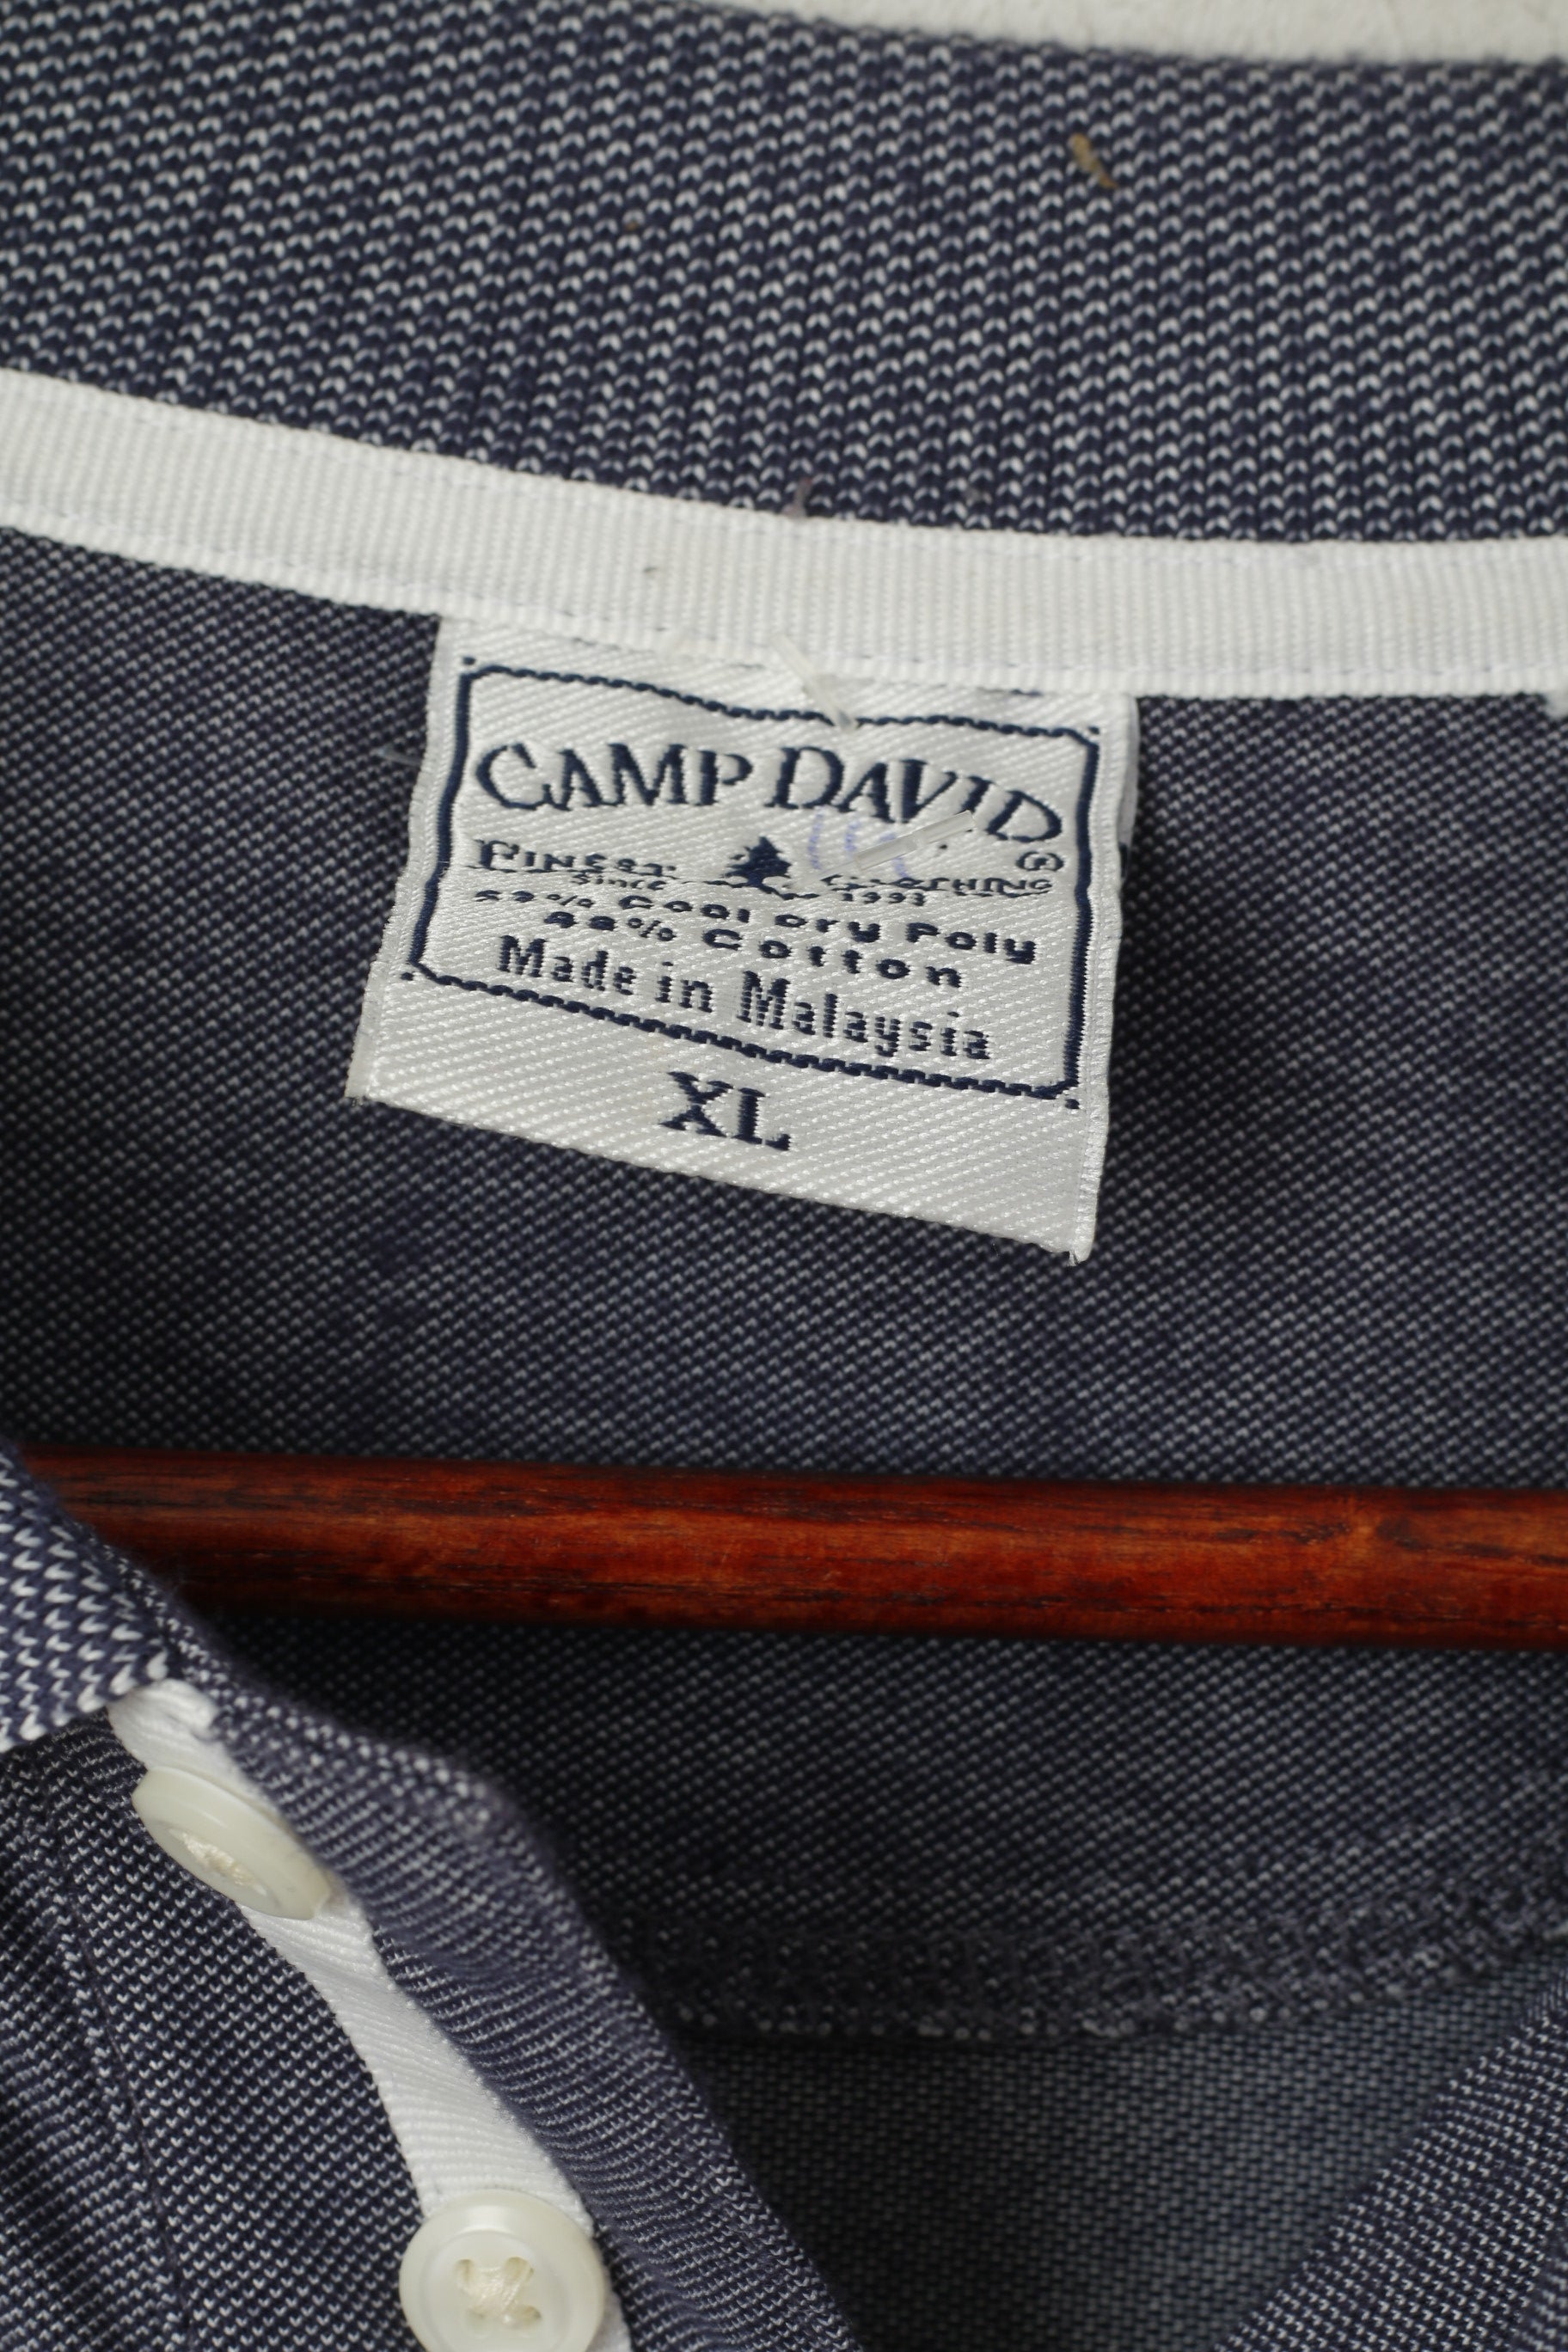 CAMP DAVID
FINEST CLOTHING ®
Since 1993
% Cool Dry Poly
% Cotton
Made in Malaysia
XL